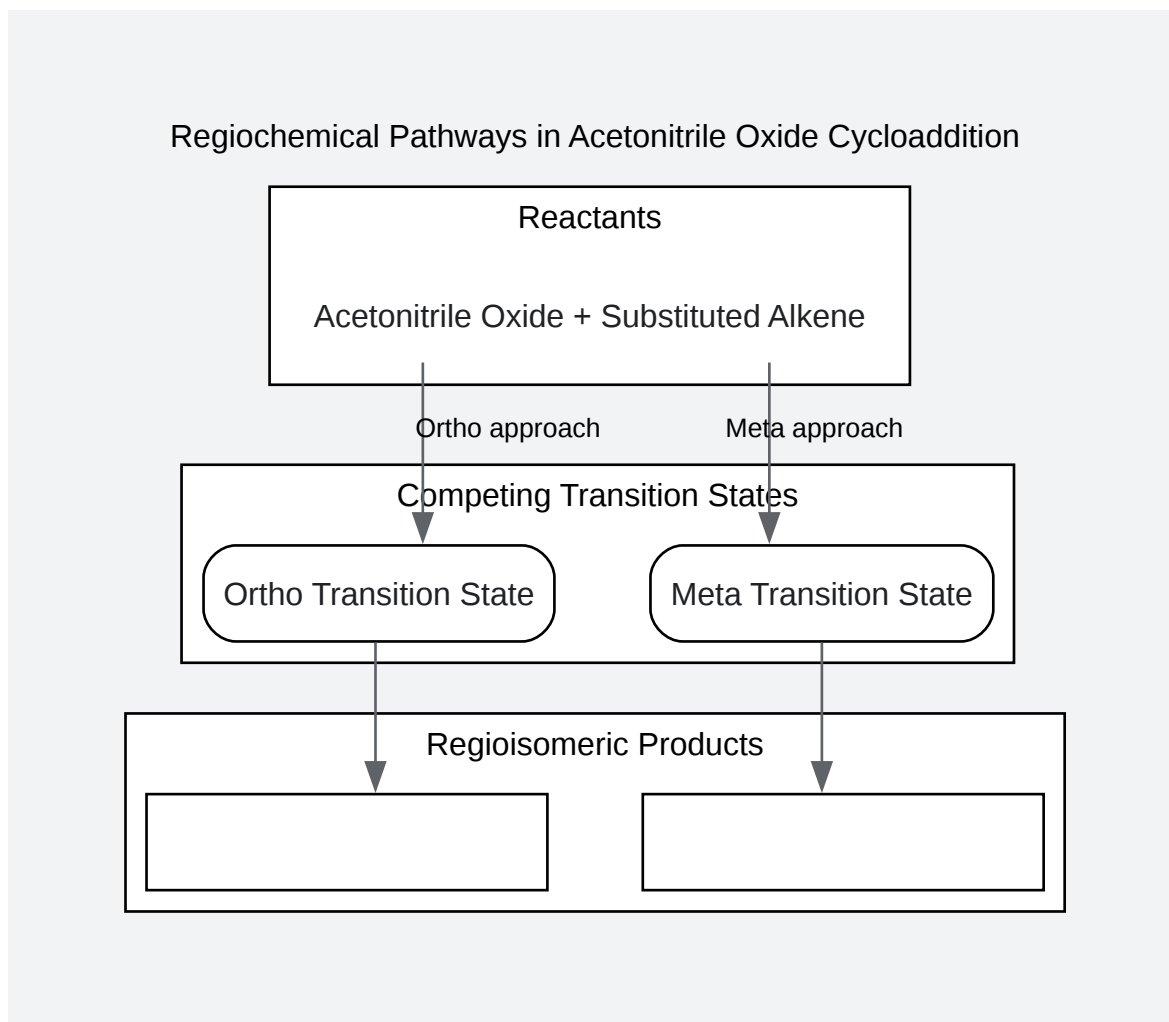 Regiochemical Pathways in Acetonitrile Oxide Cycloaddition
Reactants
Acetonitrile Oxide + Substituted Alkene
Ortho approach
Meta approach
Competing Transition States
Ortho Transition State
Meta Transition State
Regioisomeric Products